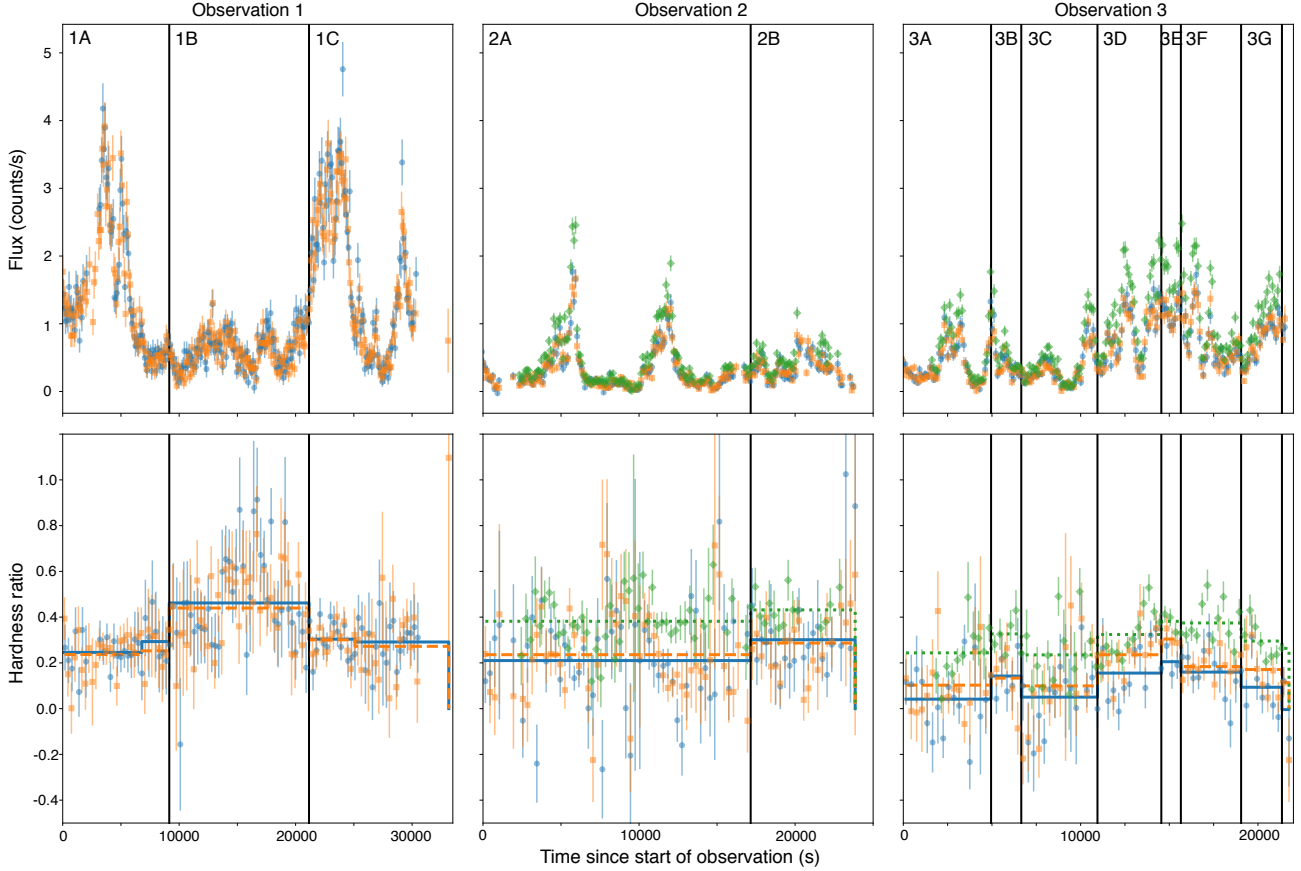 Observation 1
Observation 2
Observation 3
1A 1B 1C
2A 2B
3A 3B 3C 3D 3E 3F 3G
Flux (counts/s)
5
4
3
2
1
0
Hardness ratio
1.0
0.8
0.6
0.4
0.2
0.0
-0.2
-0.4
0 10000 20000 30000
0 10000 20000
0 10000 20000
Time since start of observation (s)